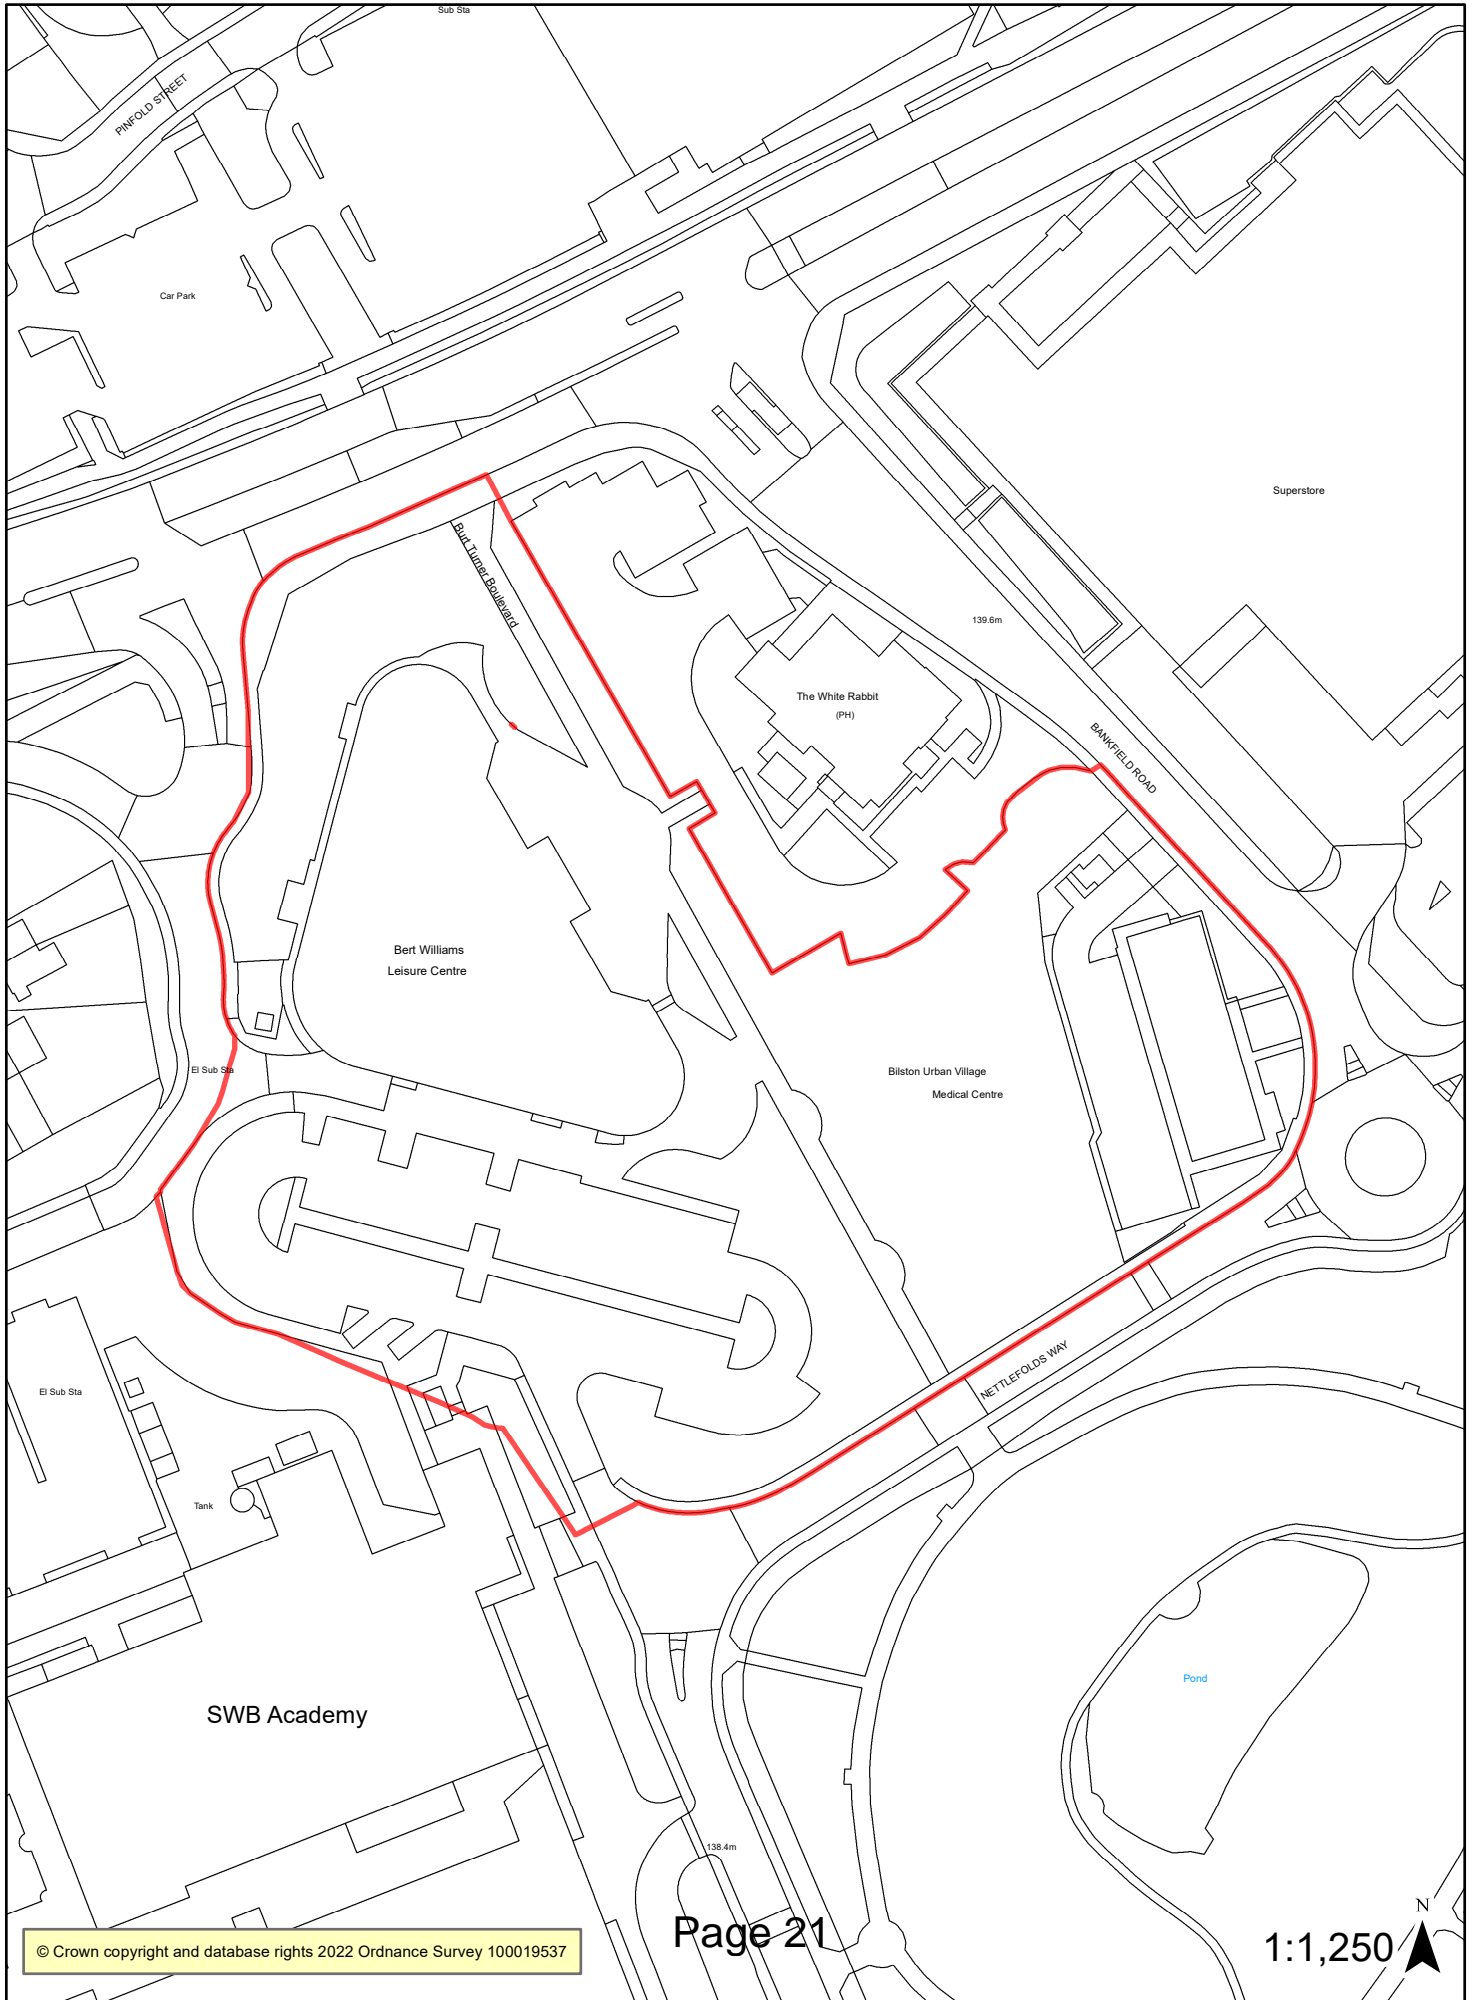 Sub Sta
PINFOLD STREET
Car Park
Superstore
Burt Turner Boulevard
139.6m
The White Rabbit
(PH)
BANKFIELD ROAD
Bert Williams
Leisure Centre
El Sub Sta
Bilston Urban Village
Medical Centre
NETTLEFOLDS WAY
El Sub Sta
Tank
Pond
SWB Academy
138.4m
N
Page 21
1:1,250
© Crown copyright and database rights 2022 Ordnance Survey 100019537